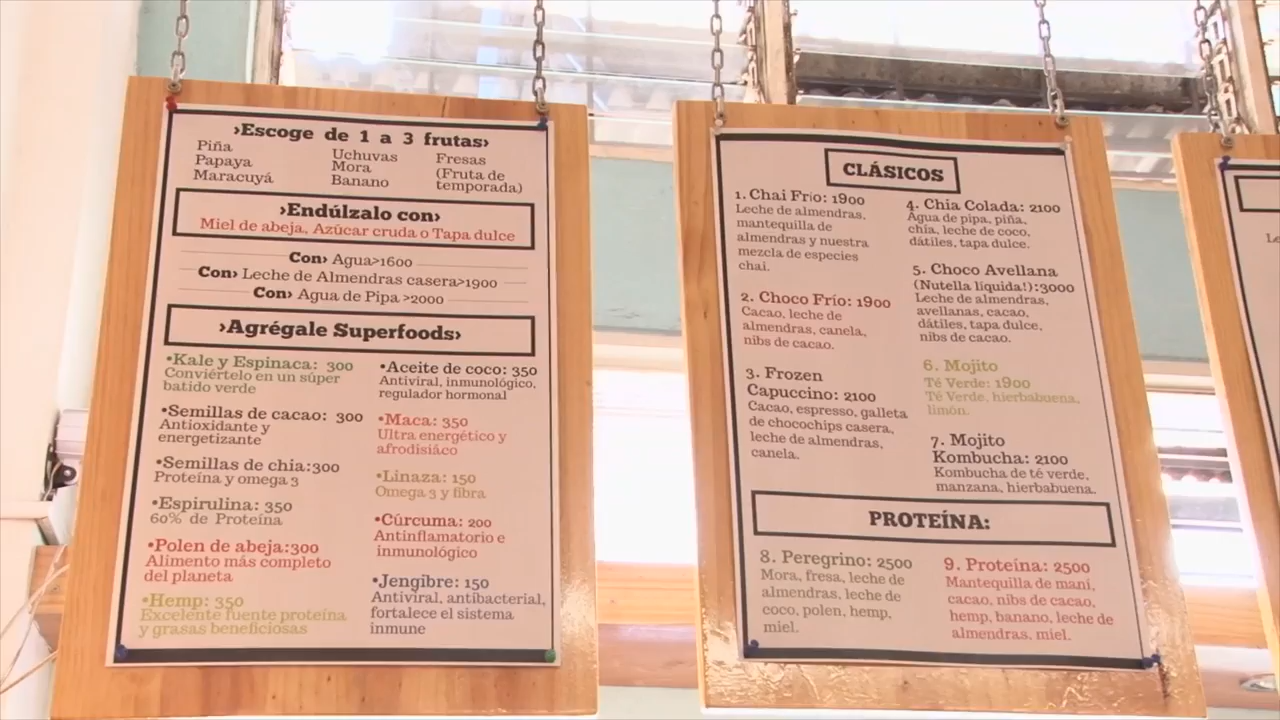 ›Escoge de 1 a 3 frutas›
Piña
Papaya
Maracuyá
Uchuvas
Mora
Banano
Fresas
(Fruta de
temporada)
›Endúlzalo con›
Miel de abeja, Azúcar cruda o Tapa dulce
Con› Agua>1600
Con› Leche de Almendras casera>1900
Con› Agua de Pipa >2000
›Agrégale Superfoods›
•Kale y Espinaca: 300
Conviértelo en un súper
batido verde
•Semillas de cacao: 300
Antioxidante y
energetizante
•Semillas de chia:300
Proteína y omega 3
•Espirulina: 350
60% de Proteína
•Polen de abeja:300
Alimento más completo
del planeta
•Hemp: 350
Excelente fuente proteína
y grasas beneficiosas
•Aceite de coco: 350
Antiviral, inmunológico,
regulador hormonal
•Maca: 350
Ultra energético y
afrodisiáco
•Linaza: 150
Omega 3 y fibra
•Cúrcuma: 200
Antinflamatorio e
inmunológico
•Jengibre: 150
Antiviral, antibacterial,
fortalece el sistema
inmune
CLÁSICOS
1. Chai Frío: 1900
Leche de almendras,
mantequilla de
almendras y nuestra
mezcla de especies
chai.
2. Choco Frío: 1900
Cacao, leche de
almendras, canela,
nibs de cacao.
3. Frozen
Capuccino: 2100
Cacao, espresso, galleta
de chocochips casera,
leche de almendras,
canela.
4. Chia Colada: 2100
Agua de pipa, piña,
chía, leche de coco,
dátiles, tapa dulce.
5. Choco Avellana
(Nutella líquida!):3000
Leche de almendras,
avellanas, cacao,
dátiles, tapa dulce,
nibs de cacao.
6. Mojito
Té Verde: 1900
Té Verde, hierbabuena,
limón.
7. Mojito
Kombucha: 2100
Kombucha de té verde,
manzana, hierbabuena.
PROTEÍNA:
8. Peregrino: 2500
Mora, fresa, leche de
almendras, leche de
coco, polen, hemp,
miel.
9. Proteína: 2500
Mantequilla de maní,
cacao, nibs de cacao,
hemp, banano, leche de
almendras, miel.